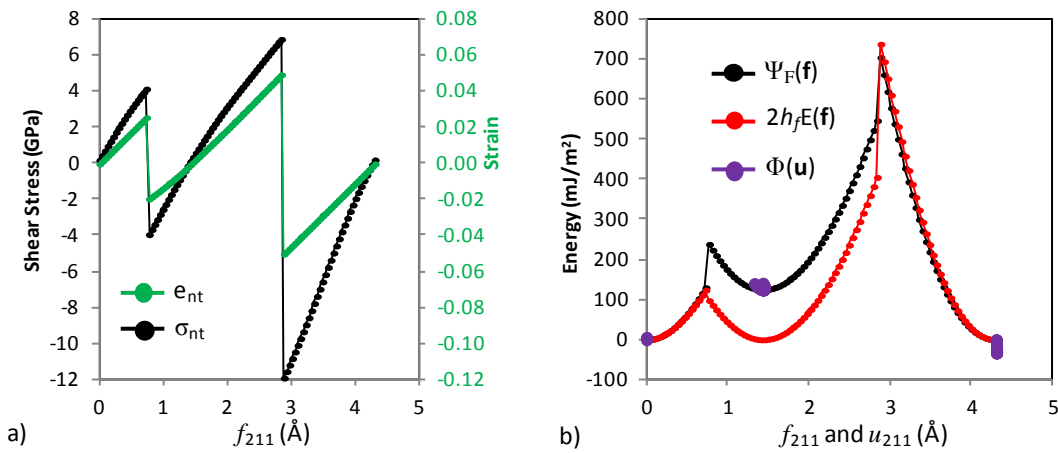 8
6
4
2
0
-2
-4
-6
-8
-10
-12
Shear Stress (GPa)
0.08
0.06
0.04
0.02
0.00
-0.02
-0.04
-0.06
-0.08
-0.10
-0.12
Strain
e_nt
σ_nt
0 1 2 3 4 5
a)
f_211 (Å)
800
700
600
500
400
300
200
100
0
-100
Energy (mJ/m²)
Ψ_F(f)
2h_fE(f)
Φ(u)
0 1 2 3 4 5
b)
f_211 and u_211 (Å)